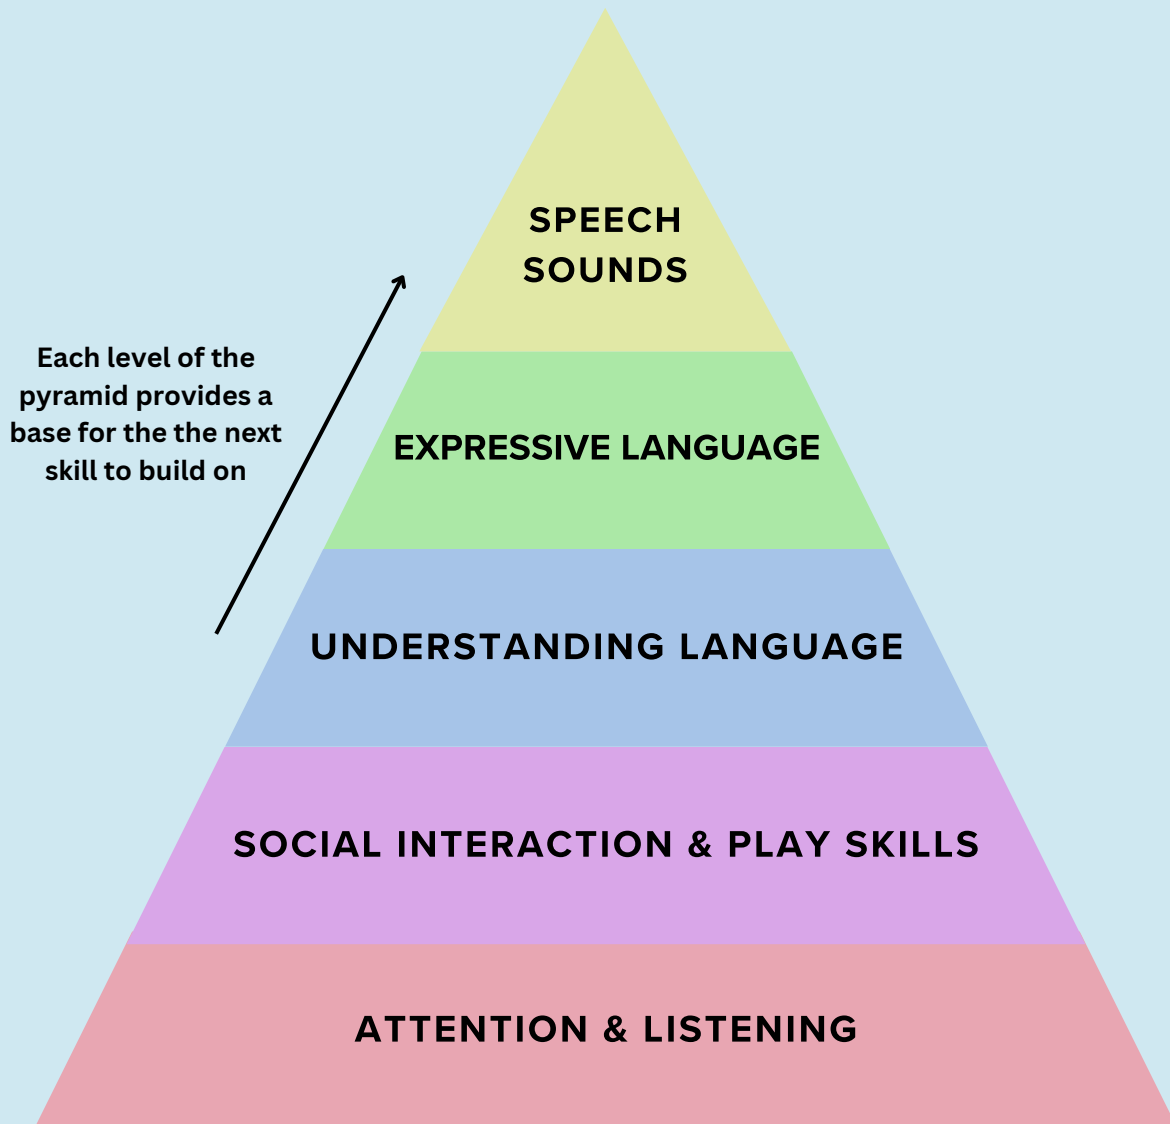 SPEECH
SOUNDS
Each level of the
pyramid provides a
base for the the next
skill to build on
EXPRESSIVE LANGUAGE
UNDERSTANDING LANGUAGE
SOCIAL INTERACTION & PLAY SKILLS
ATTENTION & LISTENING